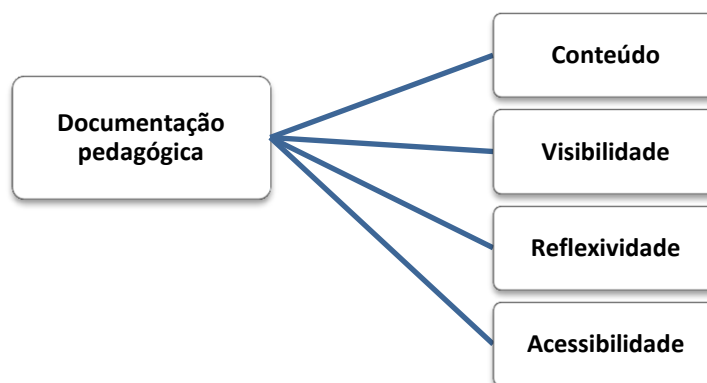 Documentação
pedagógica
Conteúdo
Visibilidade
Reflexividade
Acessibilidade